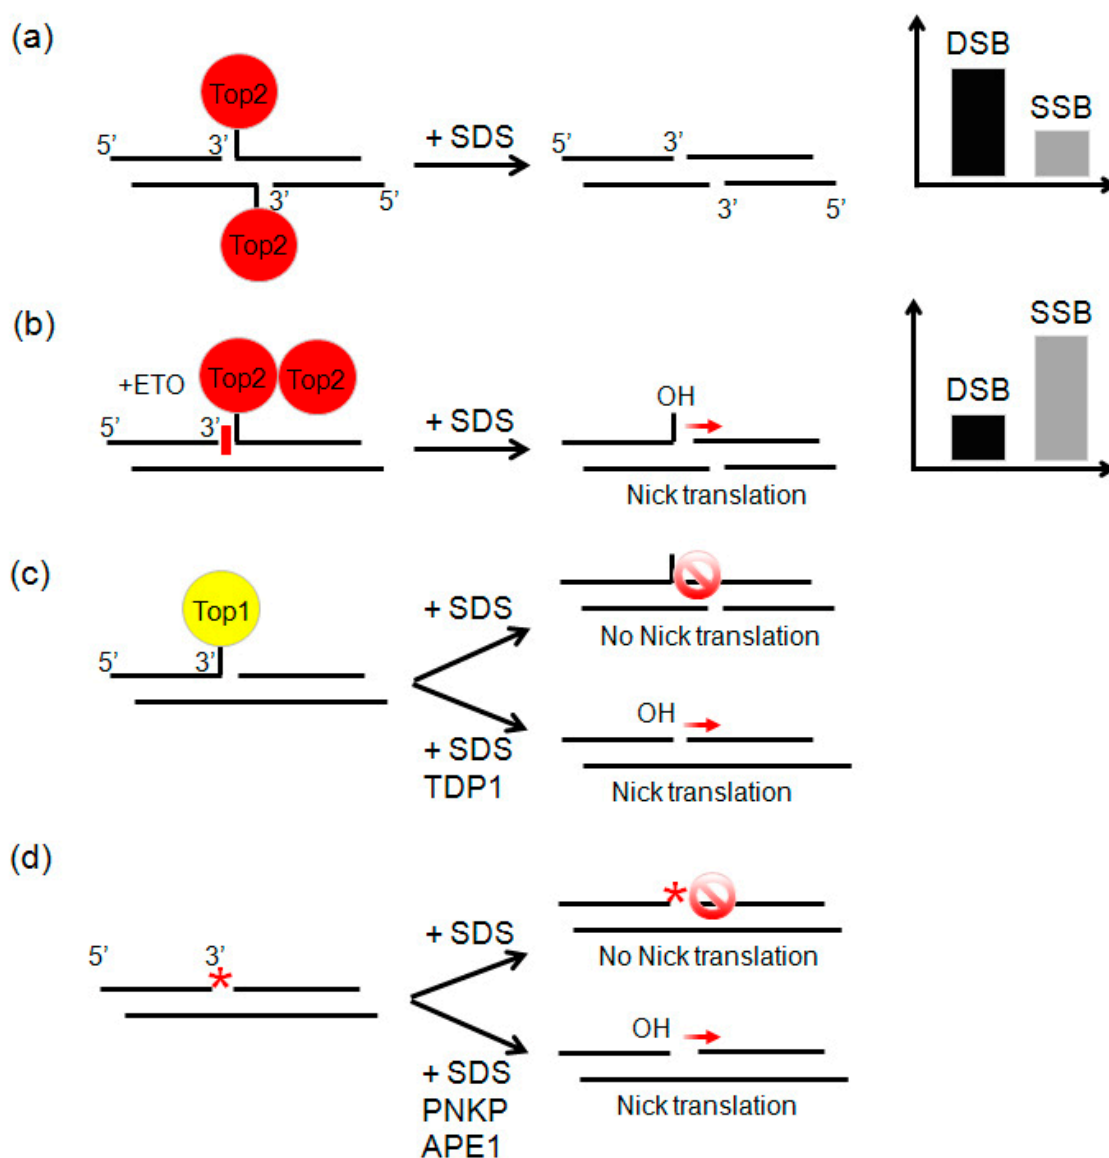 (a)
DSB
SSB
Top2
5’ 3’
+ SDS
5’ 3’
3’ 5’
3’ 5’
Top2
(b)
SSB
DSB
+ETO
Top2 Top2
OH
5’ 3’
+ SDS
Nick translation
(c)
Top1
+ SDS
No Nick translation
5’ 3’
OH
+ SDS
TDP1
Nick translation
(d)
+ SDS
No Nick translation
5’ 3’
*
*
OH
+ SDS
PNKP
APE1
Nick translation